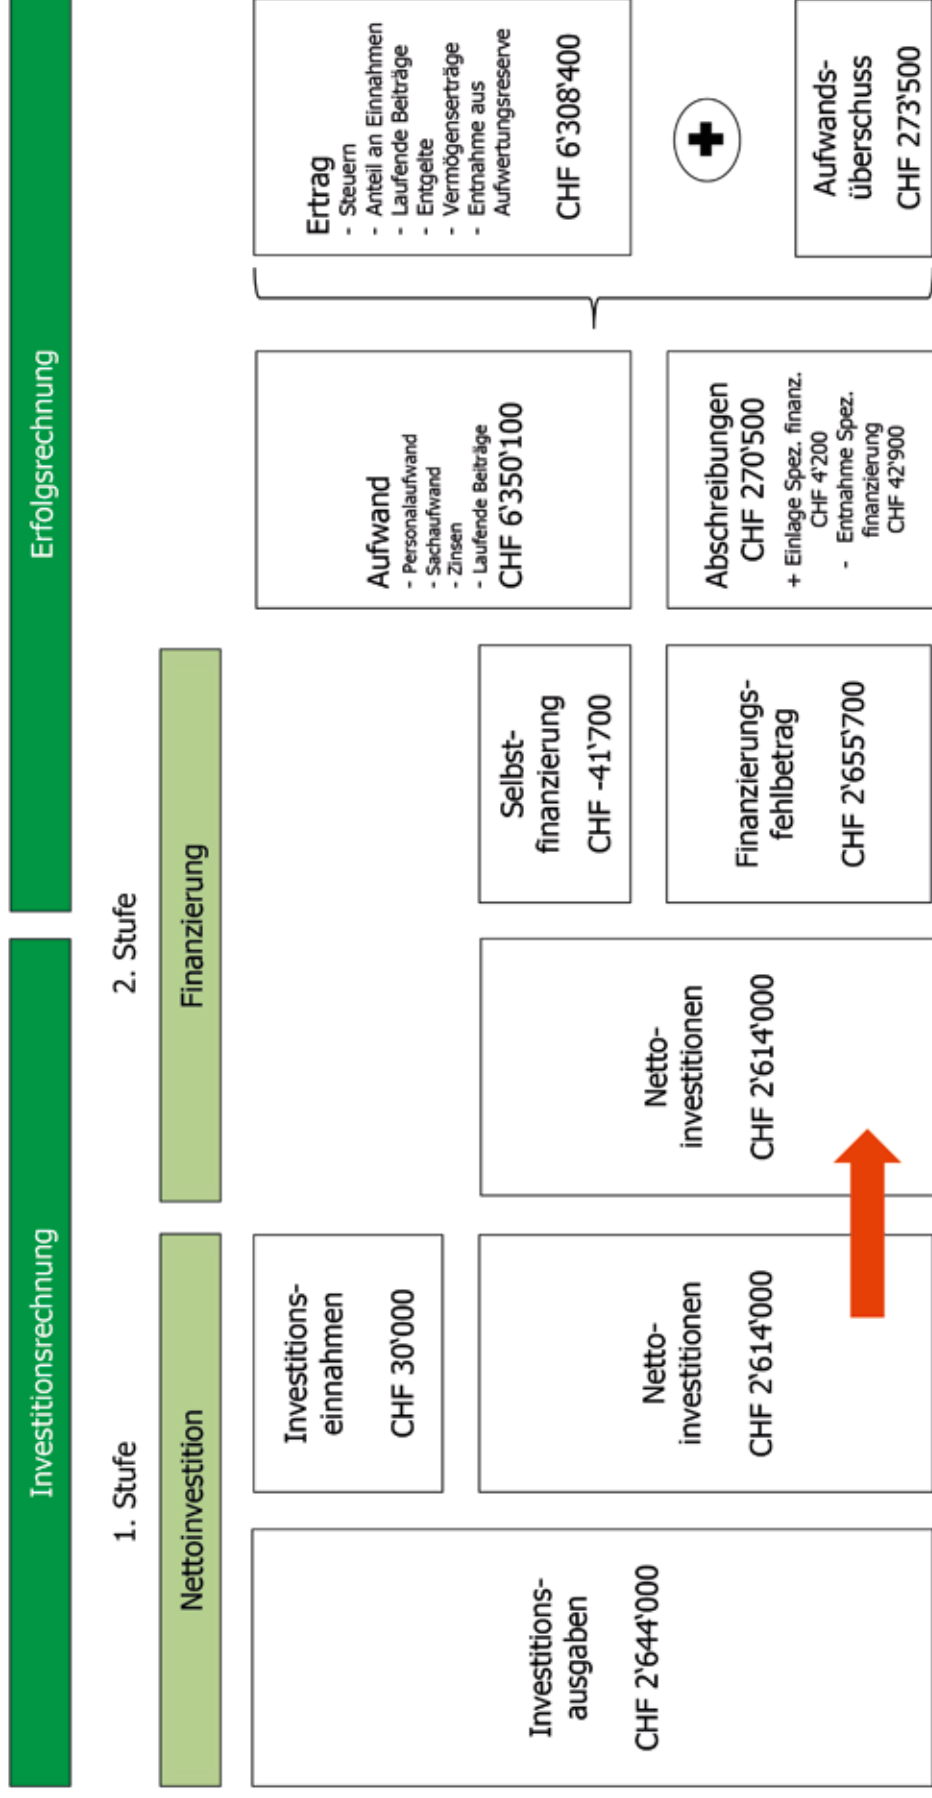 Investitionsrechnung
Erfolgsrechnung
1. Stufe
2. Stufe
Nettoinvestition
Finanzierung
Investitions-
ausgaben
CHF 2'644'000
Investitions-
einnahmen
CHF 30'000
Netto-
investitionen
CHF 2'614'000
Netto-
investitionen
CHF 2'614'000
Selbst-
finanzierung
CHF -41'700
Finanzierungs-
fehlbetrag
CHF 2'655'700
Aufwand
- Personalaufwand
- Sachaufwand
- Zinsen
- Laufende Beiträge
CHF 6'350'100
Abschreibungen
CHF 270'500
+ Einlage Spez. finanz.
CHF 4'200
- Entnahme Spez.
finanzierung
CHF 42'900
Ertrag
- Steuern
- Anteil an Einnahmen
- Laufende Beiträge
- Entgelte
- Vermögenserträge
- Entnahme aus
Aufwertungsreserve
CHF 6'308'400
Aufwands-
überschuss
CHF 273'500